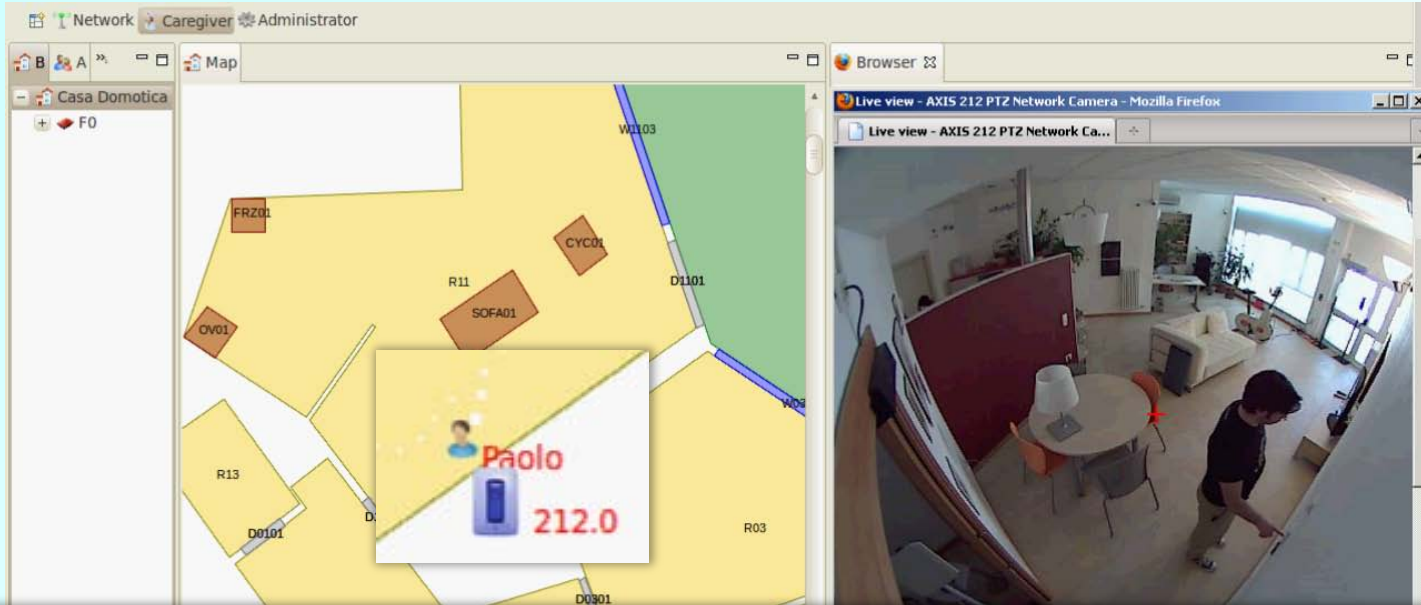 Network Caregiver Administrator
B A Map Browser
Casa Domotica
F0
Live view - AXIS 212 PTZ Network Camera - Mozilla Firefox
Live view - AXIS 212 PTZ Network Ca...
W1103
FRZ01
CYC01
R11
D1101
SOFA01
OV01
Paolo
212.0
R13
R03
D0101
D0301